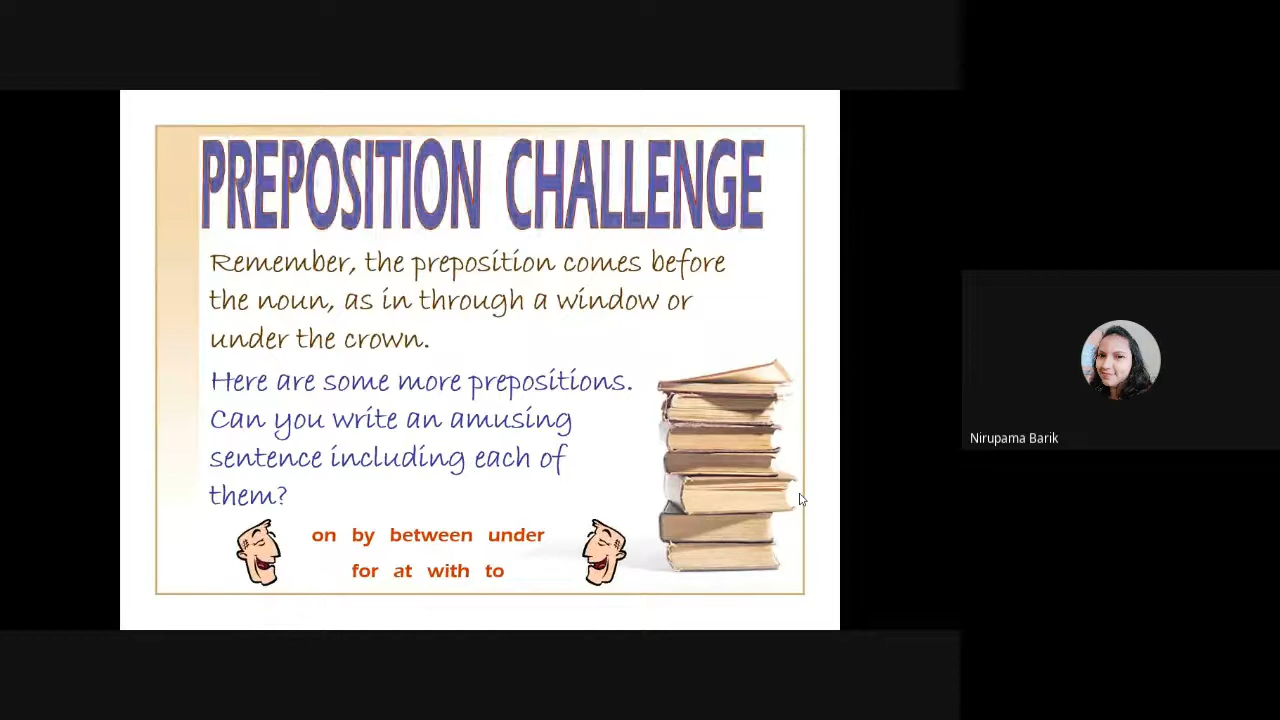 PREPOSITION CHALLENGE
Remember, the preposition comes before
the noun, as in through a window or
under the crown.
Here are some more prepositions.
Can you write an amusing
sentence including each of
them?
on by between under
for at with to
Nirupama Barik